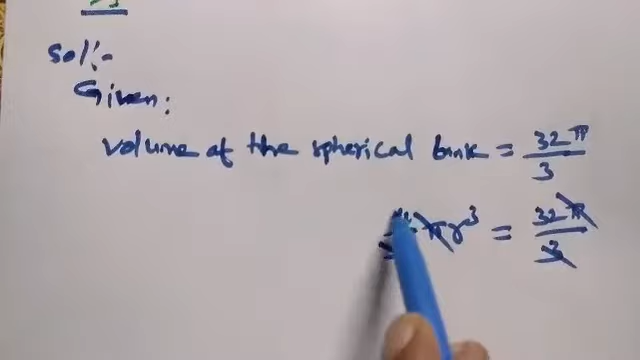 Sol:-
Given:
Volume of the spherical tank = 32π/3
πr³ = 32π/3